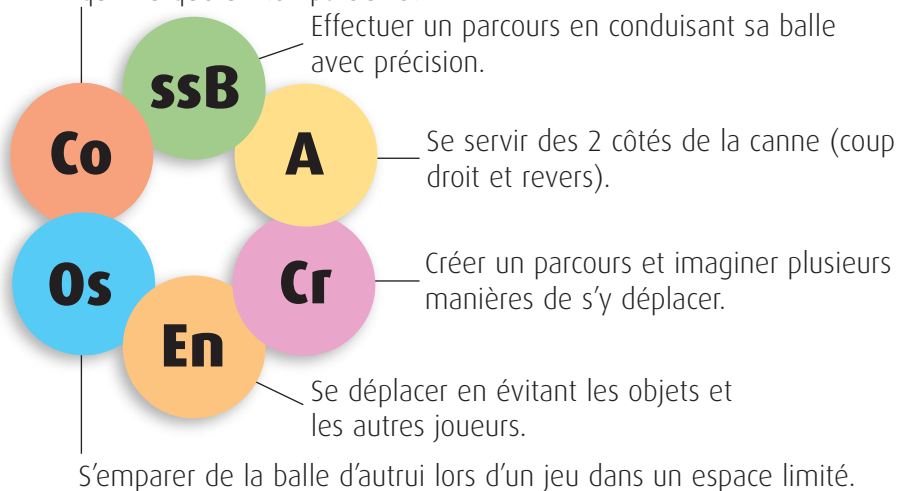 Effectuer un parcours en conduisant sa balle
avec précision.
ssB
Co
A
Se servir des 2 côtés de la canne (coup
droit et revers).
Os
Cr
Créer un parcours et imaginer plusieurs
manières de s’y déplacer.
En
Se déplacer en évitant les objets et
les autres joueurs.
S’emparer de la balle d’autrui lors d’un jeu dans un espace limité.